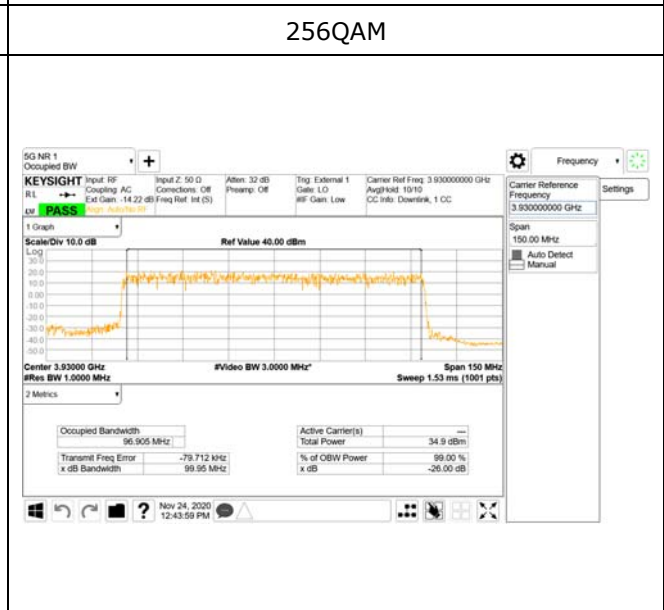 256QAM
5G NR 1
Occupied BW
Frequency
KEYSIGHT
Input: RF
Input Z: 50 Ω
Atten: 32 dB
Trig: External 1
Carrier Ref Freq: 3.930000000 GHz
RL
Coupling: AC
Corrections: Off
Preamp: Off
Gate: LO
Avg|Hold: 10/10
Ext Gain: -14.22 dB
Freq Ref: Int (S)
#IF Gain: Low
CC Info: Downlink, 1 CC
PASS
Align: Auto/No RF
Carrier Reference
Frequency
3.930000000 GHz
Settings
Span
150.00 MHz
Auto Detect
Manual
1 Graph
Scale/Div 10.0 dB
Ref Value 40.00 dBm
Log
30.0
20.0
10.0
0.00
-10.0
-20.0
-30.0
-40.0
-50.0
Center 3.93000 GHz
#Video BW 3.0000 MHz*
Span 150 MHz
#Res BW 1.0000 MHz
Sweep 1.53 ms (1001 pts)
2 Metrics
Occupied Bandwidth
96.905 MHz
Transmit Freq Error
-79.712 kHz
x dB Bandwidth
99.95 MHz
Active Carrier(s)
---
Total Power
34.9 dBm
% of OBW Power
99.00 %
x dB
-26.00 dB
Nov 24, 2020
12:43:59 PM